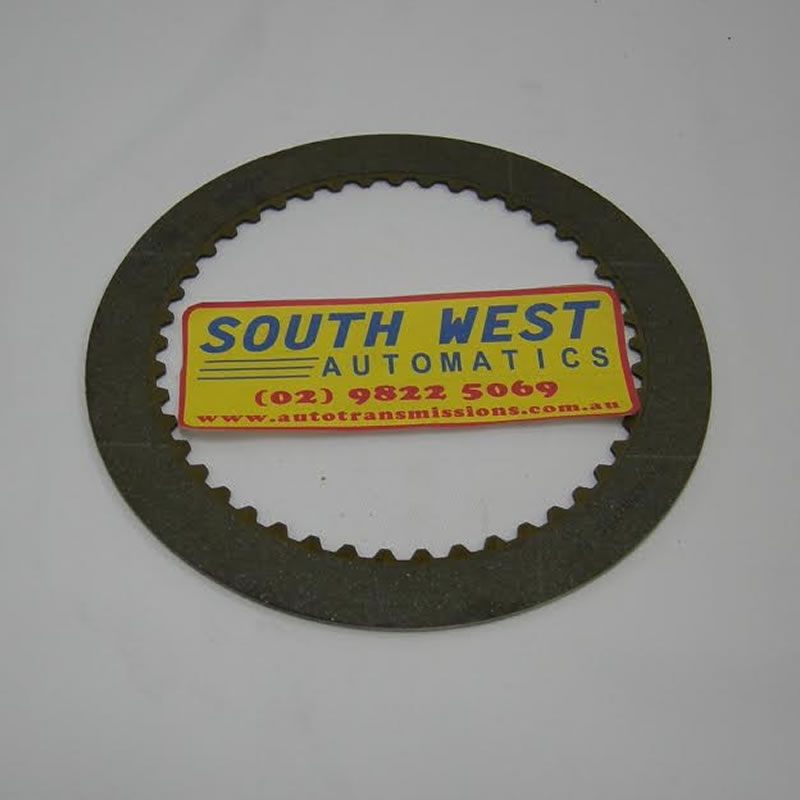 SOUTH WEST
AUTOMATICS
(02) 9822 5069
www.autotransmissions.com.au